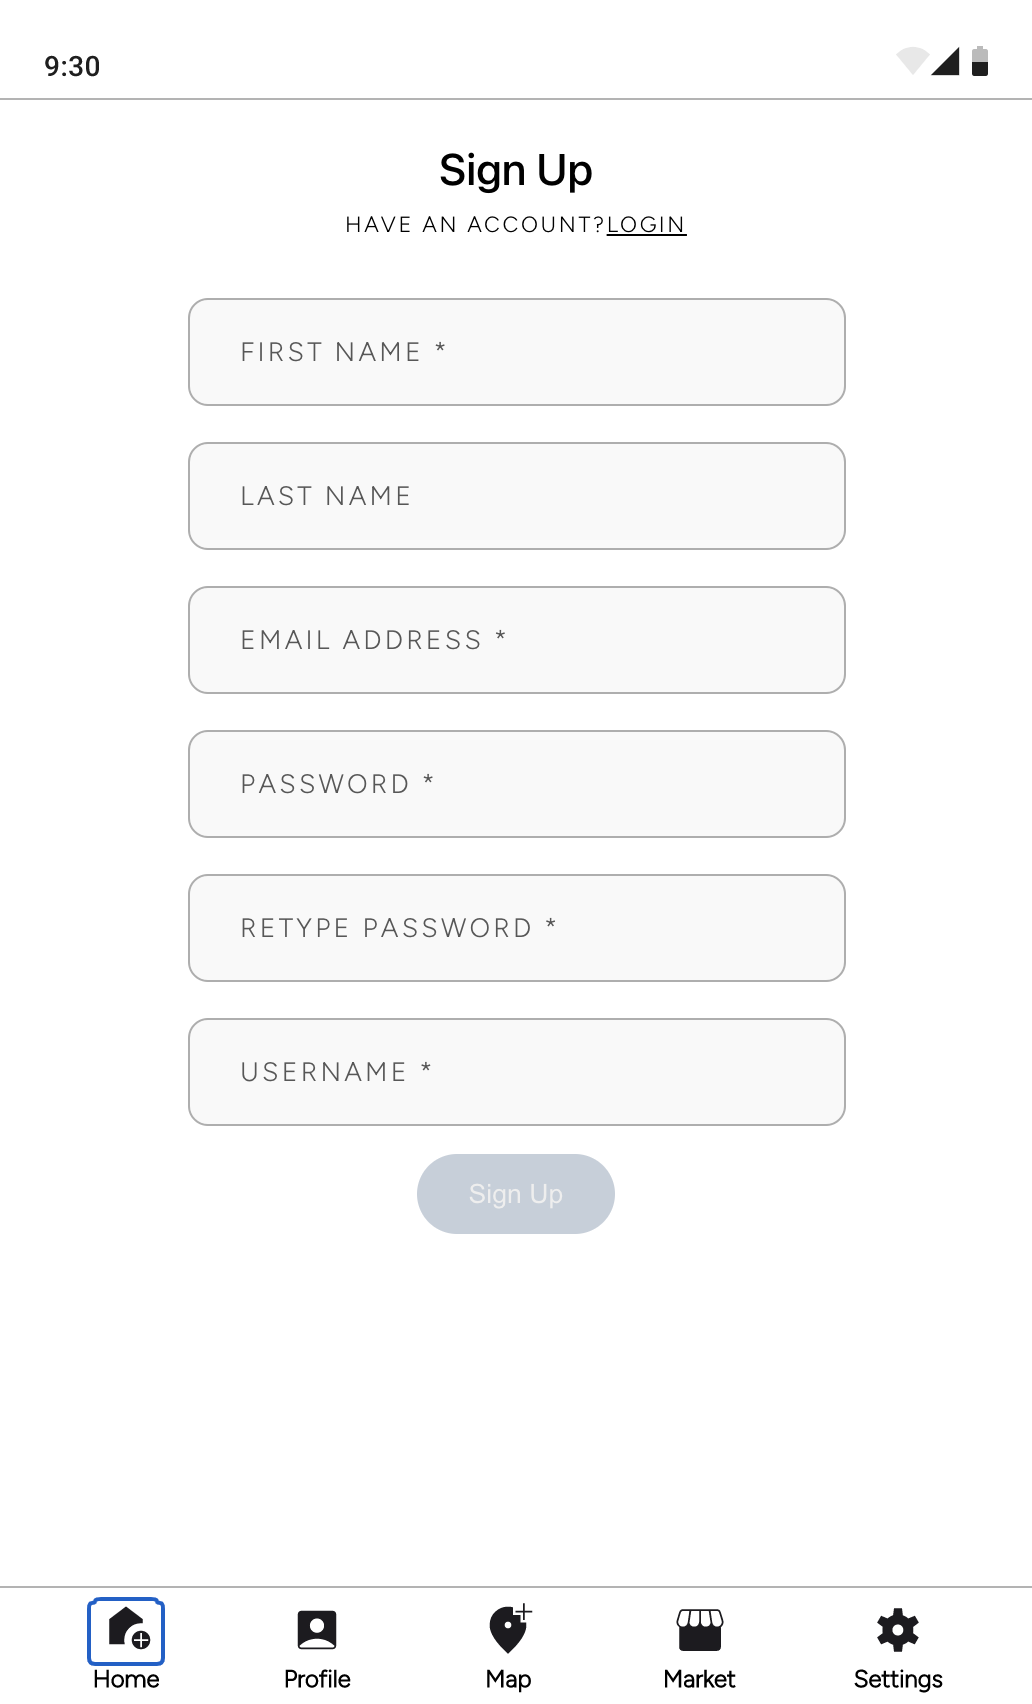 9:30
Sign Up
HAVE AN ACCOUNT?LOGIN
FIRST NAME *
LAST NAME
EMAIL ADDRESS *
PASSWORD *
RETYPE PASSWORD *
USERNAME *
Sign Up
Home Profile Map Market Settings